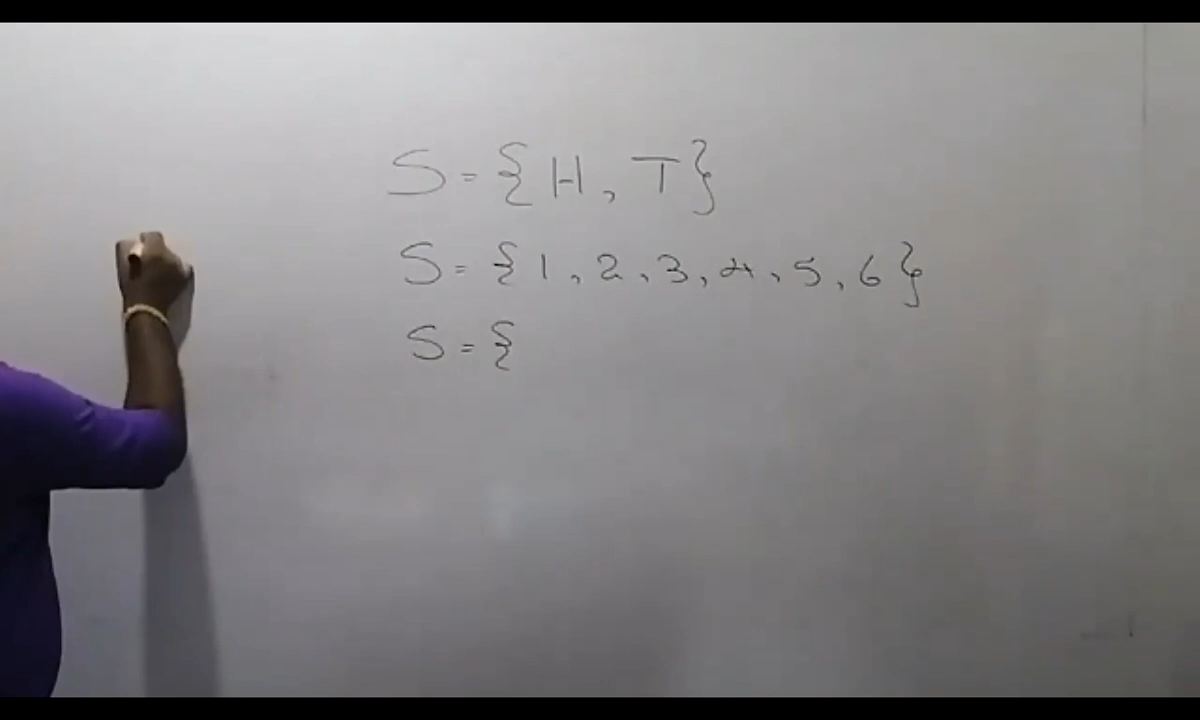 S = { H , T }
S = { 1 , 2 , 3 , 4 , 5 , 6 }
S = {